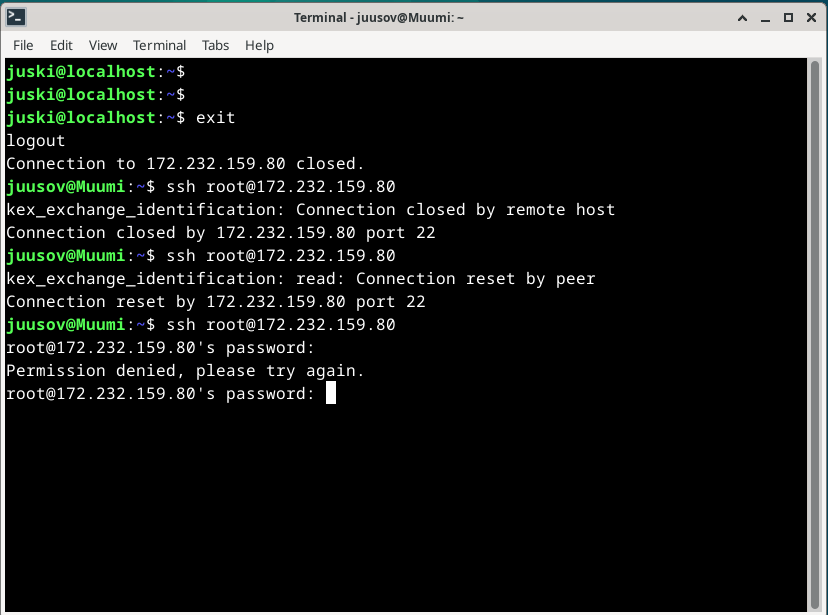 Terminal - juusov@Muumi: ~
File Edit View Terminal Tabs Help
juski@localhost:~$
juski@localhost:~$
juski@localhost:~$ exit
logout
Connection to 172.232.159.80 closed.
juusov@Muumi:~$ ssh root@172.232.159.80
kex_exchange_identification: Connection closed by remote host
Connection closed by 172.232.159.80 port 22
juusov@Muumi:~$ ssh root@172.232.159.80
kex_exchange_identification: read: Connection reset by peer
Connection reset by 172.232.159.80 port 22
juusov@Muumi:~$ ssh root@172.232.159.80
root@172.232.159.80's password:
Permission denied, please try again.
root@172.232.159.80's password: